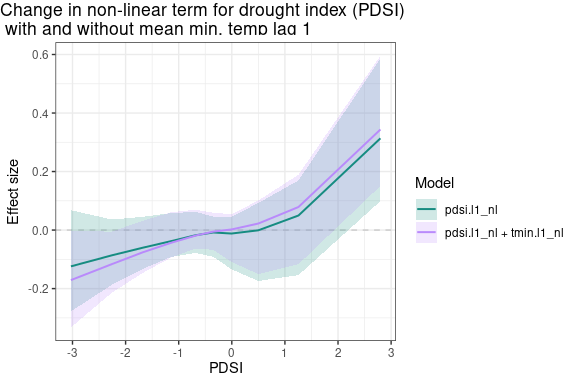 Change in non-linear term for drought index (PDSI)
with and without mean min. temp lag 1
0.6
0.4
0.2
0.0
-0.2
Effect size
-3
-2
-1
0
1
2
3
PDSI
Model
pdsi.l1_nl
pdsi.l1_nl + tmin.l1_nl